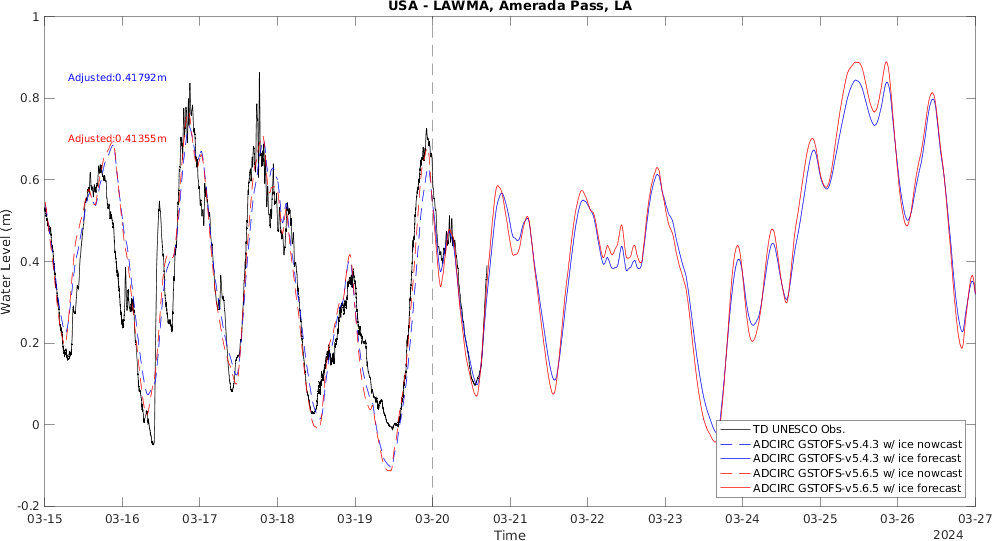 USA - LAWMA, Amerada Pass, LA
1
0.8
0.6
0.4
0.2
0
-0.2
Water Level (m)
Adjusted:0.41792m
Adjusted:0.41355m
TD UNESCO Obs.
ADCIRC GSTOFS-v5.4.3 w/ ice nowcast
ADCIRC GSTOFS-v5.4.3 w/ ice forecast
ADCIRC GSTOFS-v5.6.5 w/ ice nowcast
ADCIRC GSTOFS-v5.6.5 w/ ice forecast
03-15 03-16 03-17 03-18 03-19 03-20 03-21 03-22 03-23 03-24 03-25 03-26 03-27
Time
2024